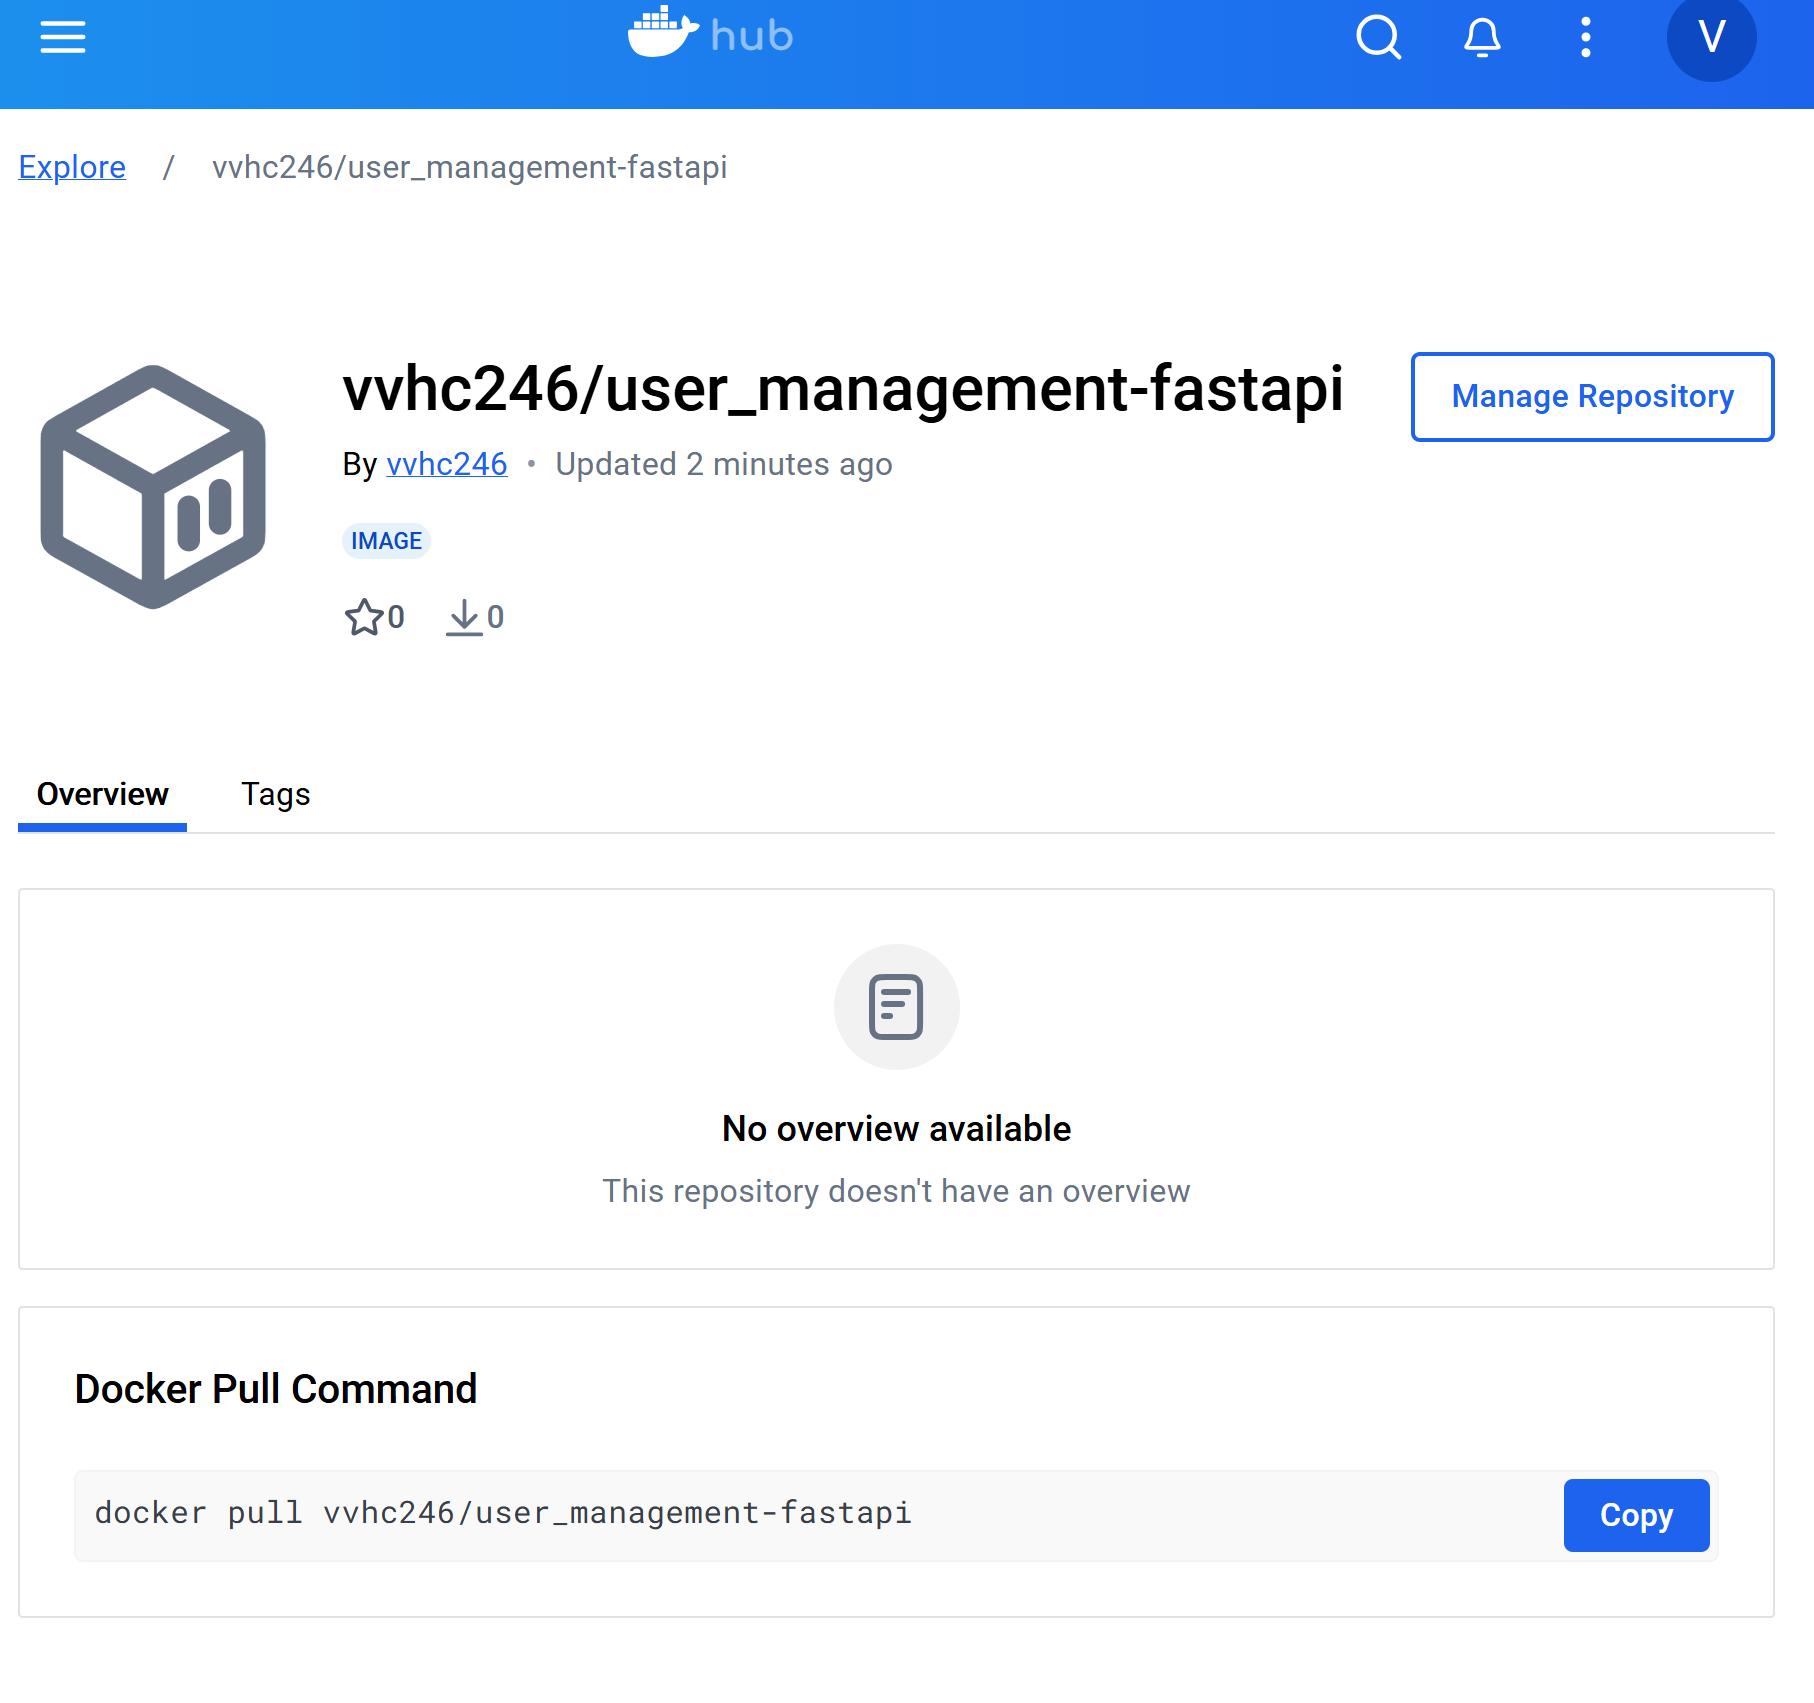 hub
V
Explore / vvhc246/user_management-fastapi
vvhc246/user_management-fastapi
Manage Repository
By vvhc246 • Updated 2 minutes ago
IMAGE
0 0
Overview Tags
No overview available
This repository doesn't have an overview
Docker Pull Command
docker pull vvhc246/user_management-fastapi
Copy